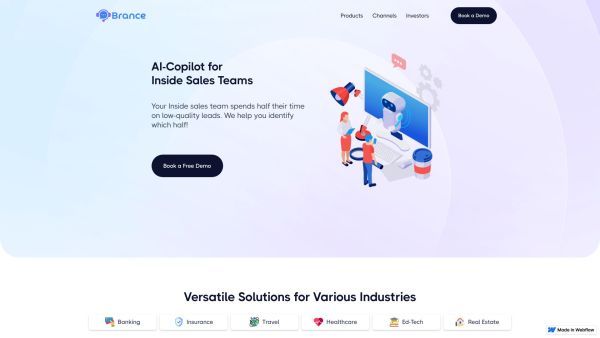 Brance
Products Channels Investors Book a Demo
AI-Copilot for
Inside Sales Teams
Your Inside sales team spends half their time
on low-quality leads. We help you identify
which half!
Book a Free Demo
Versatile Solutions for Various Industries
Banking Insurance Travel Healthcare Ed-Tech Real Estate
Made in Webflow